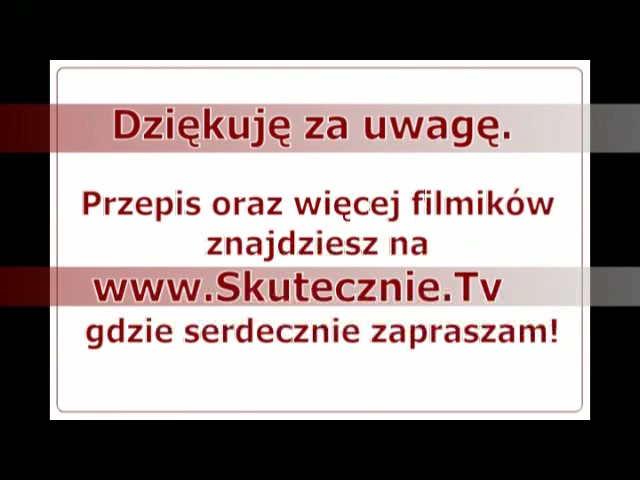 Dziękuję za uwagę.
Przepis oraz więcej filmików
znajdziesz na
www.Skutecznie.Tv
gdzie serdecznie zapraszam!